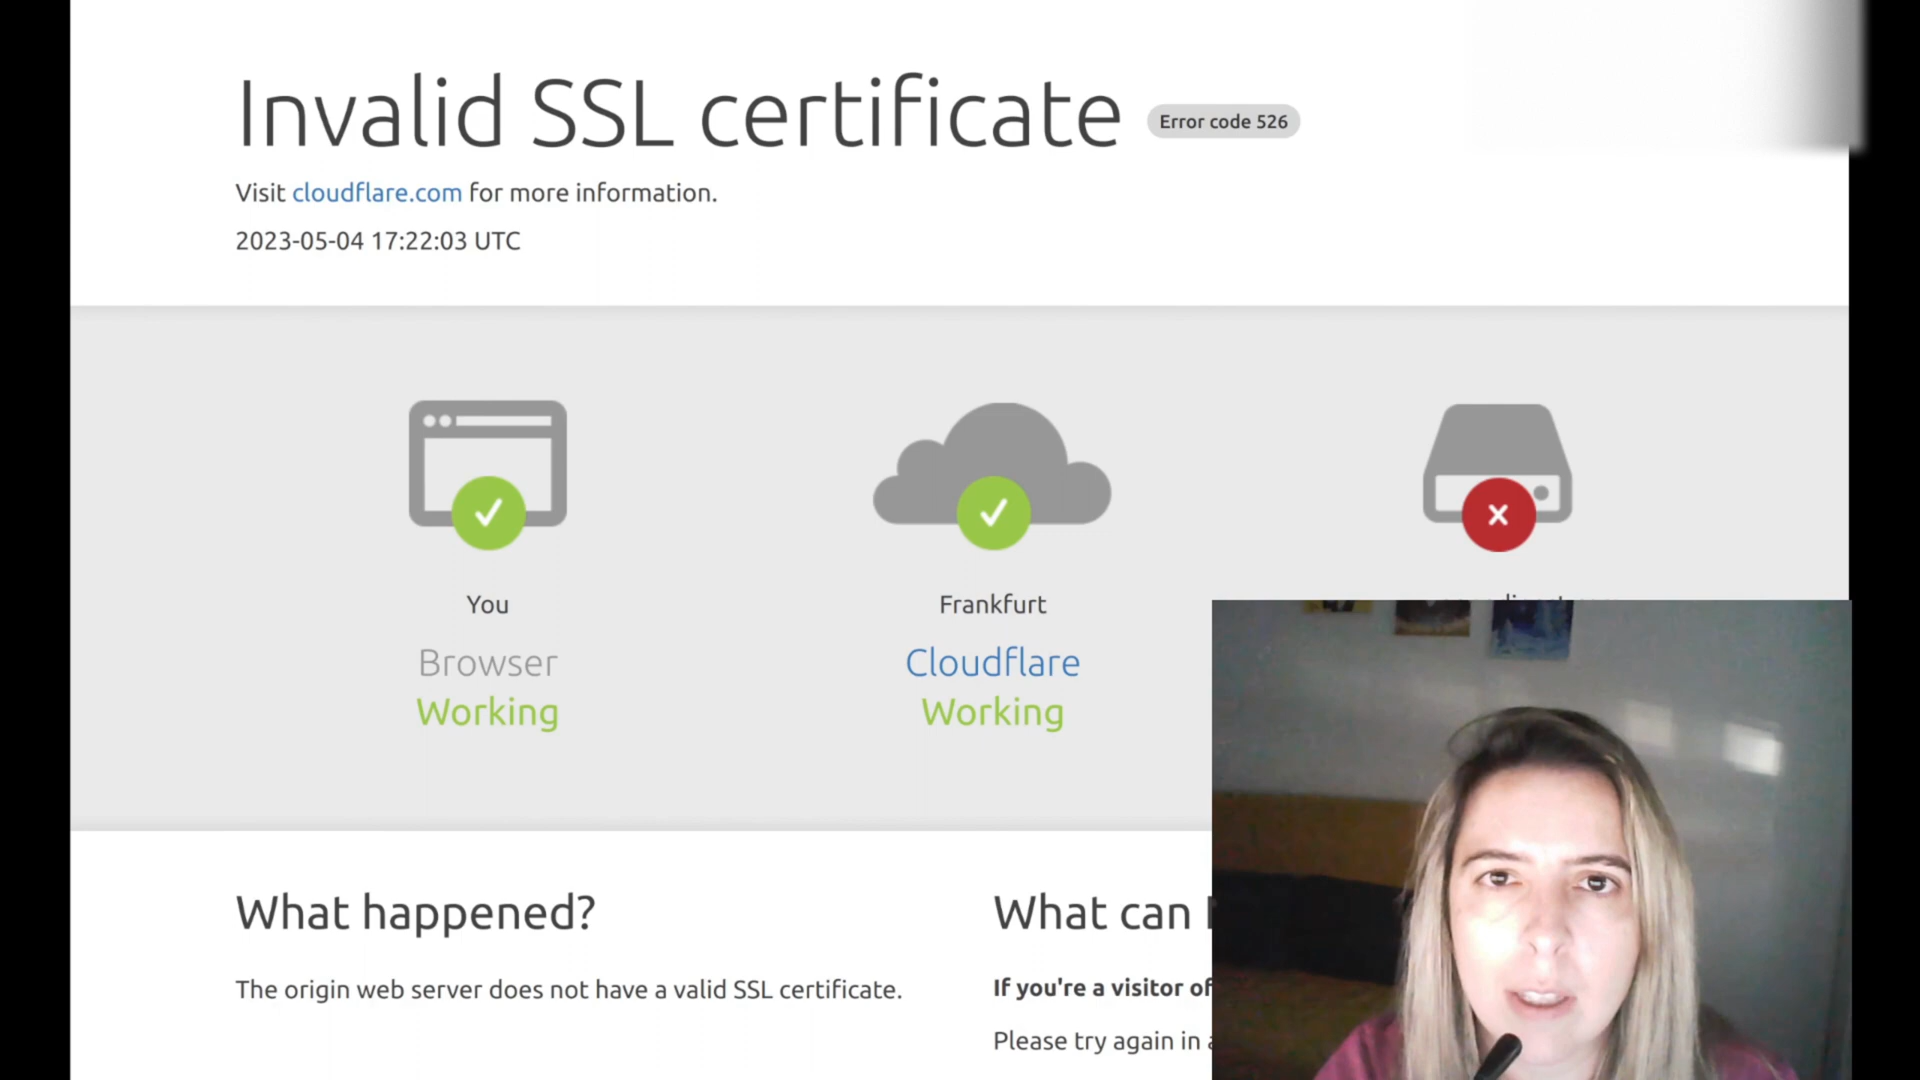 Invalid SSL certificate Error code 526
Visit cloudflare.com for more information.
2023-05-04 17:22:03 UTC
You
Frankfurt
Browser
Cloudflare
Working
Working
What happened?
What can
The origin web server does not have a valid SSL certificate.
If you're a visitor of
Please try again in